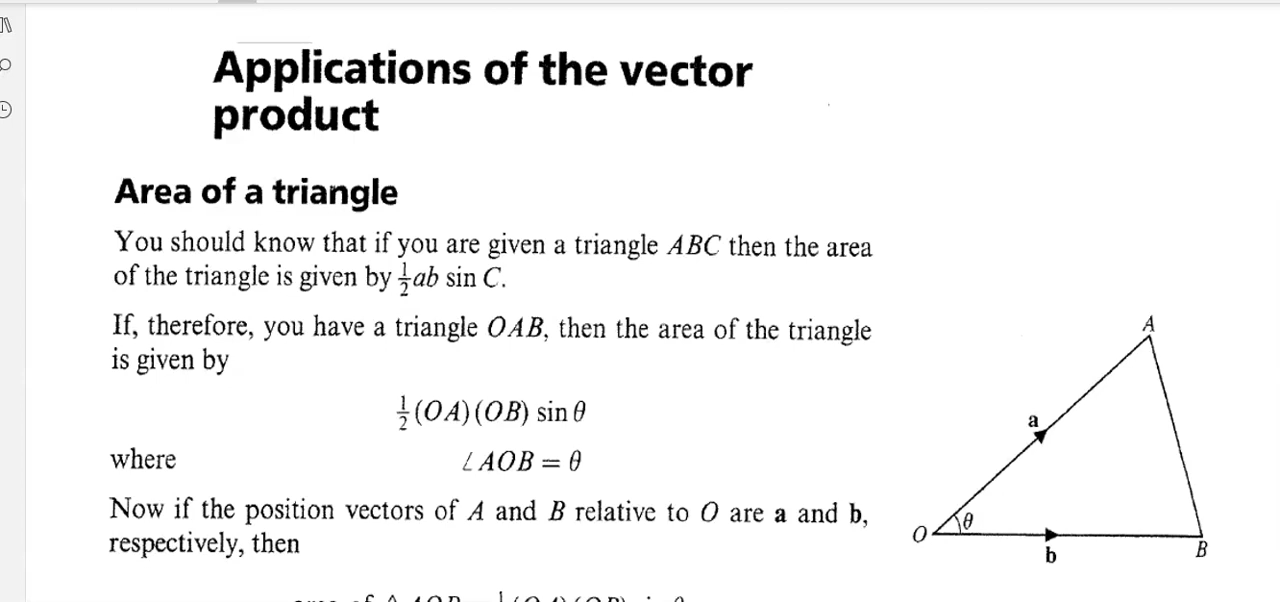 Applications of the vector
product
Area of a triangle
You should know that if you are given a triangle ABC then the area
of the triangle is given by ½ab sin C.
If, therefore, you have a triangle OAB, then the area of the triangle
is given by
½(OA)(OB) sin θ
where ∠AOB = θ
Now if the position vectors of A and B relative to O are a and b,
respectively, then
A
a
O
θ
b
B